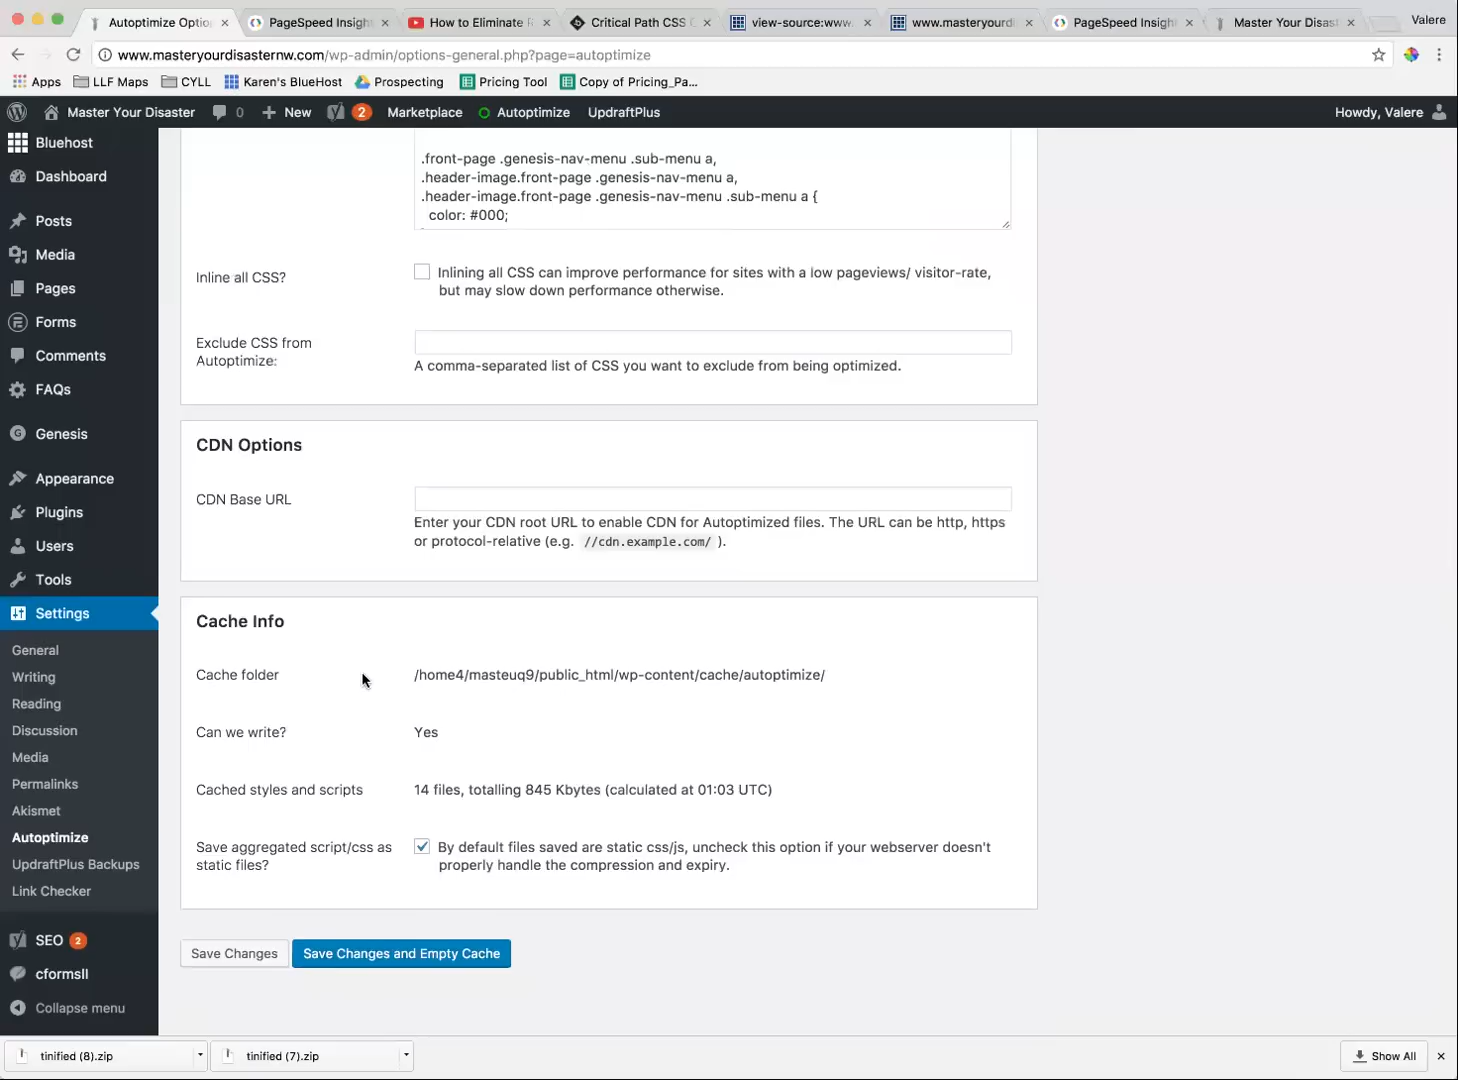 Autoptimize Optio
PageSpeed Insigh
How to Eliminate R
Critical Path CSS G
view-source:www.
www.masteryourdi
PageSpeed Insigh
Master Your Disast
Valere
www.masteryourdisasternw.com/wp-admin/options-general.php?page=autoptimize
Apps
LLF Maps
CYLL
Karen's BlueHost
Prospecting
Pricing Tool
Copy of Pricing_Pa...
Master Your Disaster
0
New
2
Marketplace
Autoptimize
UpdraftPlus
Howdy, Valere
Bluehost
Dashboard
Posts
Media
Pages
Forms
Comments
FAQs
Genesis
Appearance
Plugins
Users
Tools
Settings
General
Writing
Reading
Discussion
Media
Permalinks
Akismet
Autoptimize
UpdraftPlus Backups
Link Checker
SEO 2
cformsII
Collapse menu
.front-page .genesis-nav-menu .sub-menu a,
.header-image.front-page .genesis-nav-menu a,
.header-image.front-page .genesis-nav-menu .sub-menu a {
color: #000;
Inline all CSS?
Inlining all CSS can improve performance for sites with a low pageviews/ visitor-rate,
but may slow down performance otherwise.
Exclude CSS from
Autoptimize:
A comma-separated list of CSS you want to exclude from being optimized.
CDN Options
CDN Base URL
Enter your CDN root URL to enable CDN for Autoptimized files. The URL can be http, https
or protocol-relative (e.g. //cdn.example.com/ ).
Cache Info
Cache folder
/home4/masteuq9/public_html/wp-content/cache/autoptimize/
Can we write?
Yes
Cached styles and scripts
14 files, totalling 845 Kbytes (calculated at 01:03 UTC)
Save aggregated script/css as
static files?
By default files saved are static css/js, uncheck this option if your webserver doesn't
properly handle the compression and expiry.
Save Changes
Save Changes and Empty Cache
tinified (8).zip
tinified (7).zip
Show All